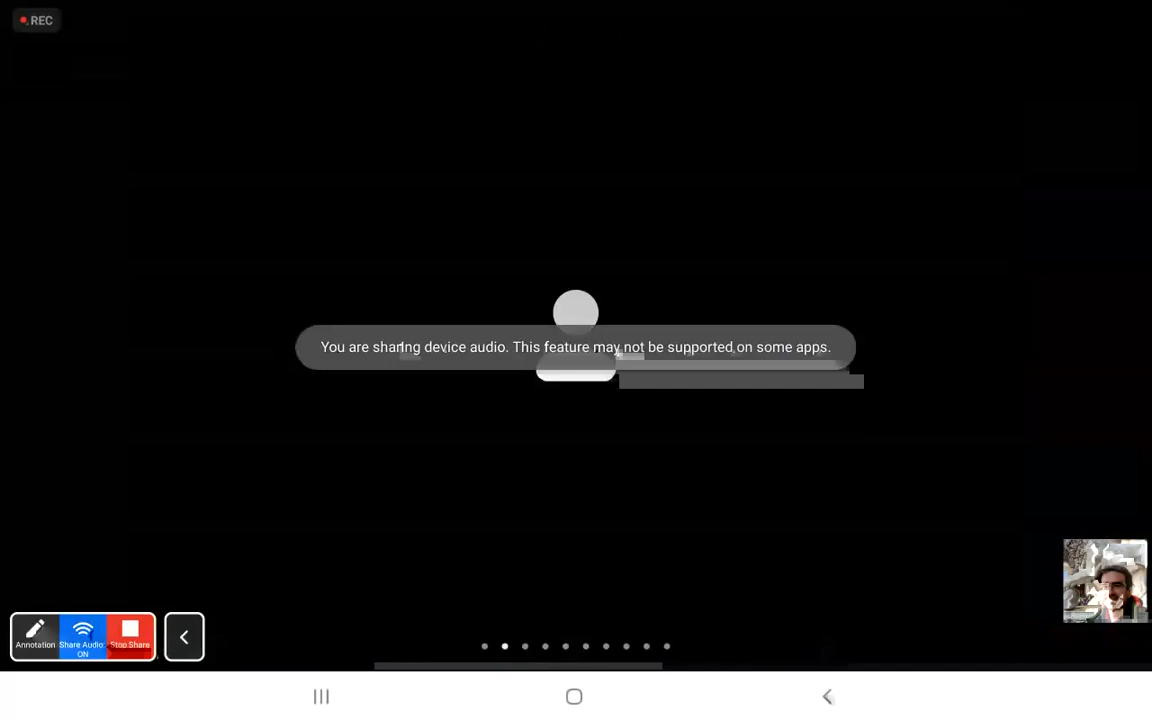 REC
You are sharing device audio. This feature may not be supported on some apps.
Annotation
Share Audio:
ON
Stop Share